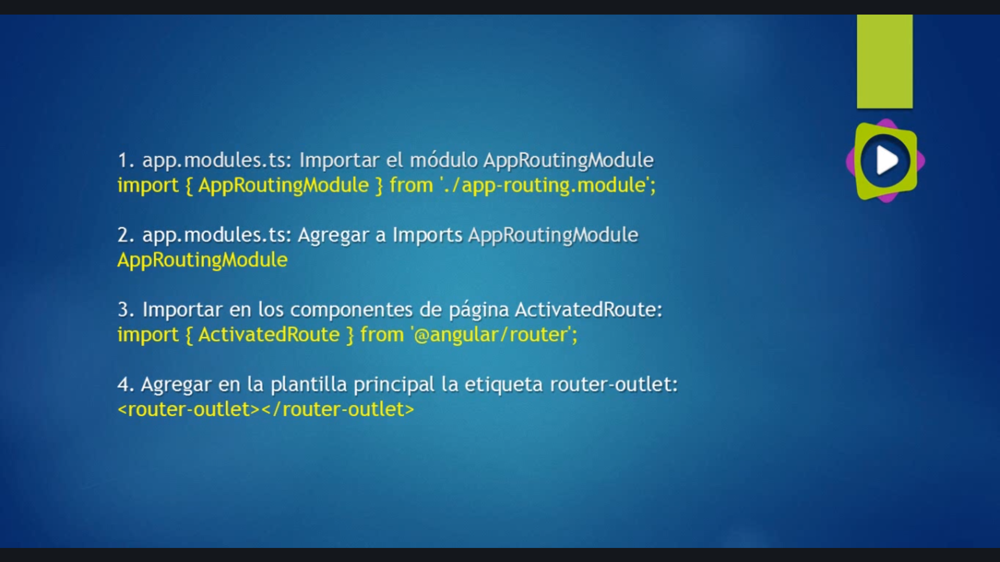 1. app.modules.ts: Importar el módulo AppRoutingModule
import { AppRoutingModule } from './app-routing.module';
2. app.modules.ts: Agregar a Imports AppRoutingModule
AppRoutingModule
3. Importar en los componentes de página ActivatedRoute:
import { ActivatedRoute } from '@angular/router';
4. Agregar en la plantilla principal la etiqueta router-outlet:
<router-outlet></router-outlet>